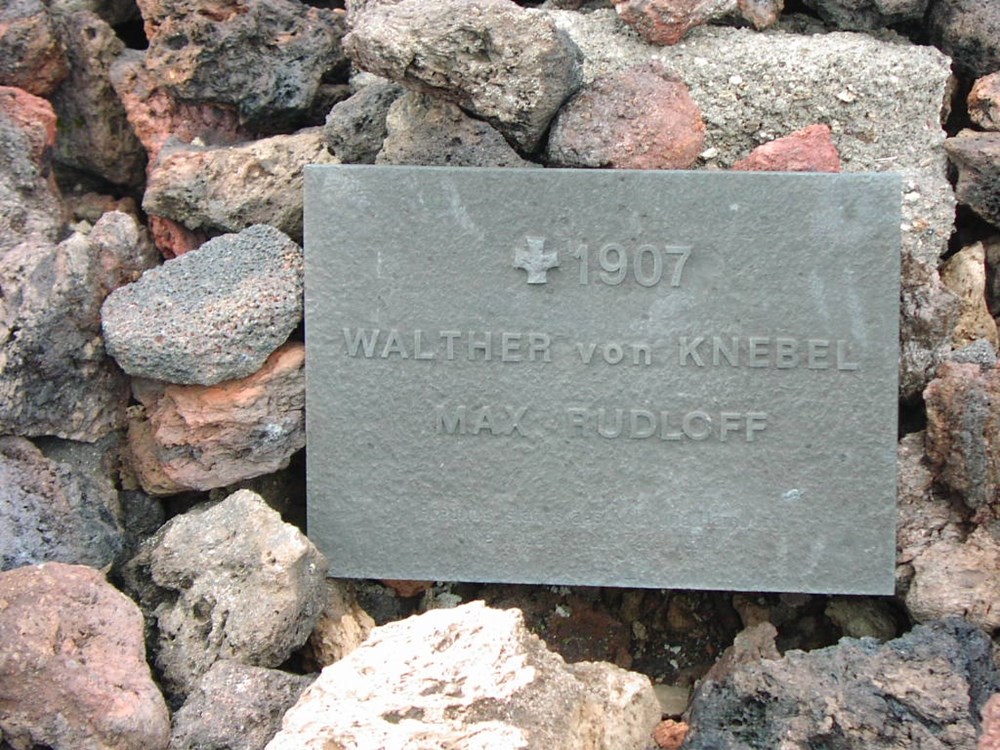 1907
WALTHER von KNEBEL
MAX RUDLOFF